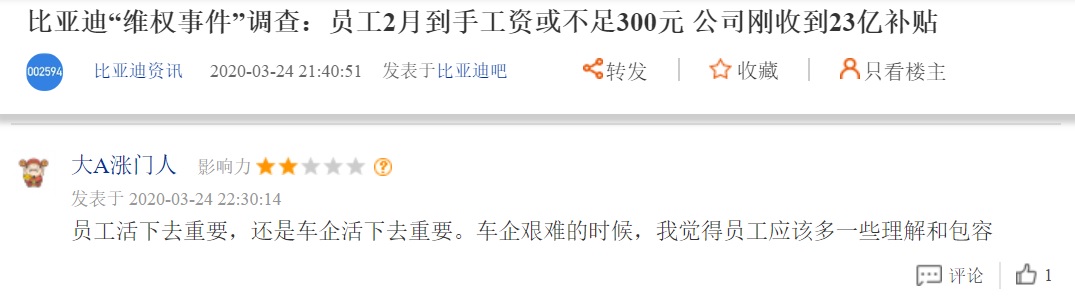 比亚迪“维权事件”调查：员工2月到手工资或不足300元 公司刚收到23亿补贴
002594 比亚迪资讯 2020-03-24 21:40:51 发表于比亚迪吧 转发 收藏 只看楼主
大A涨门人 影响力 ?
发表于 2020-03-24 22:30:14
员工活下去重要，还是车企活下去重要。车企艰难的时候，我觉得员工应该多一些理解和包容
评论 1